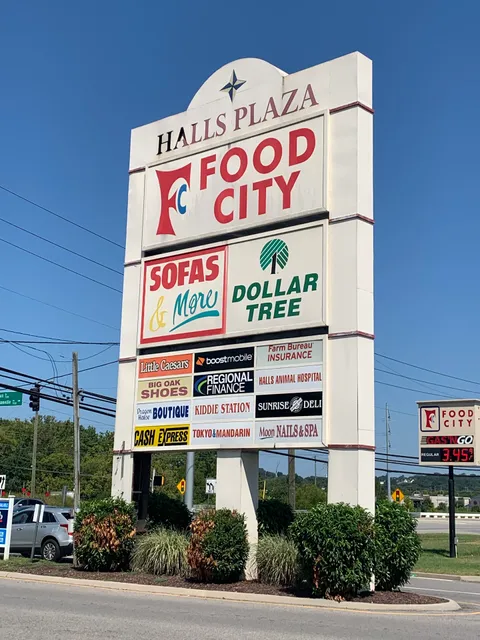 HALLS PLAZA
FC FOOD
CITY
SOFAS
& More
DOLLAR
TREE
Little Caesars
boostmobile
Farm Bureau
INSURANCE
BIG OAK
SHOES
REGIONAL
FINANCE
HALLS ANIMAL HOSPITAL
BOUTIQUE
KIDDIE STATION
SUNRISE DELI
CASH EXPRESS
TOKYO & MANDARIN
Moon NAILS & SPA
FOOD
CITY
GAS'N GO
REGULAR 3.45